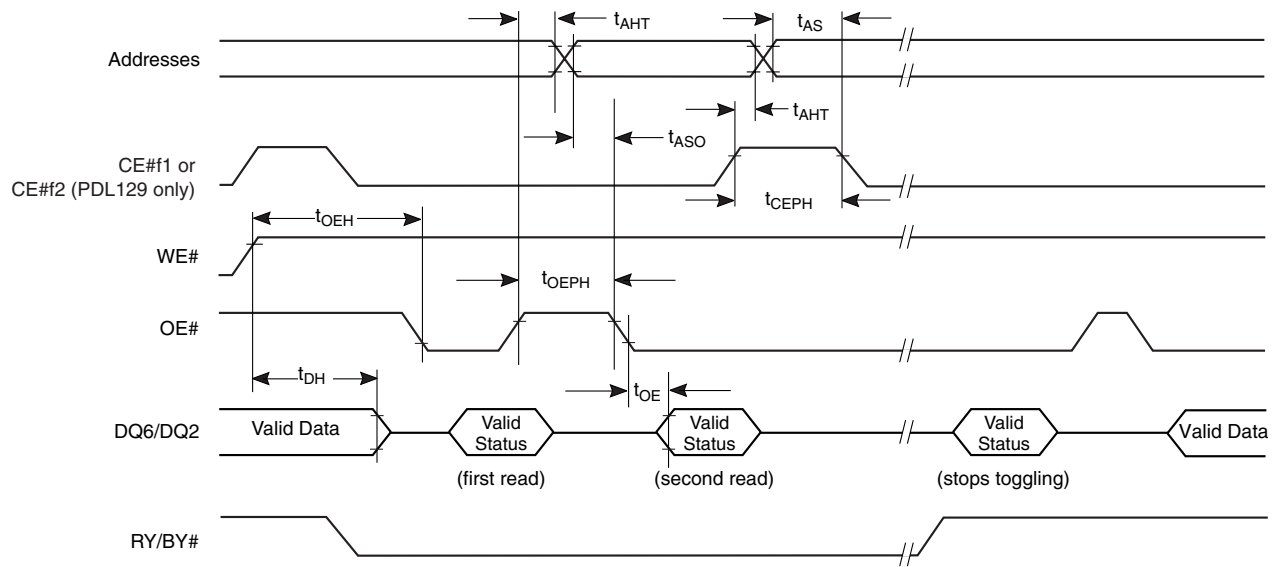 tAHT
tAS
Addresses
tAHT
tASO
CE#f1 or
CE#f2 (PDL129 only)
tCEPH
tOEH
WE#
tOEPH
OE#
tDH
tOE
DQ6/DQ2
Valid Data
Valid
Status
Valid
Status
Valid
Status
Valid Data
(first read)
(second read)
(stops toggling)
RY/BY#